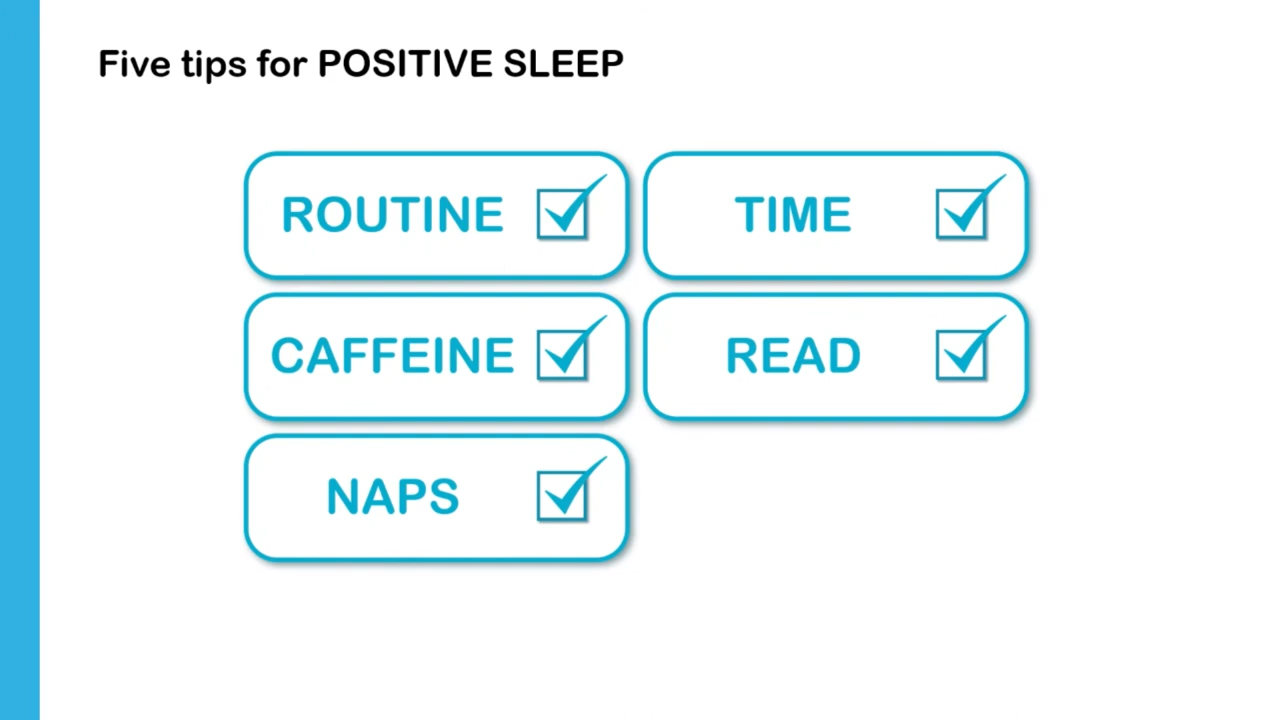 Five tips for POSITIVE SLEEP
ROUTINE
TIME
CAFFEINE
READ
NAPS